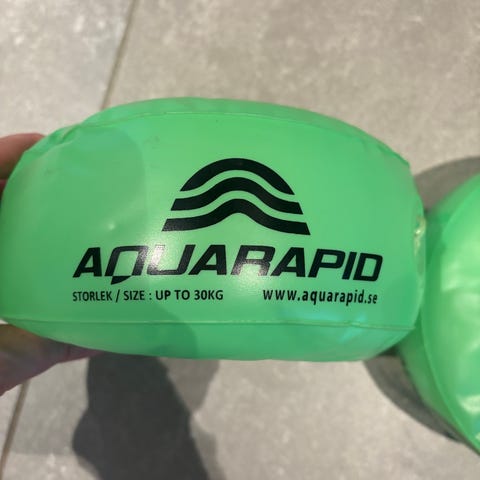 AQUARAPID
STORLEK / SIZE : UP TO 30KG www.aquarapid.se